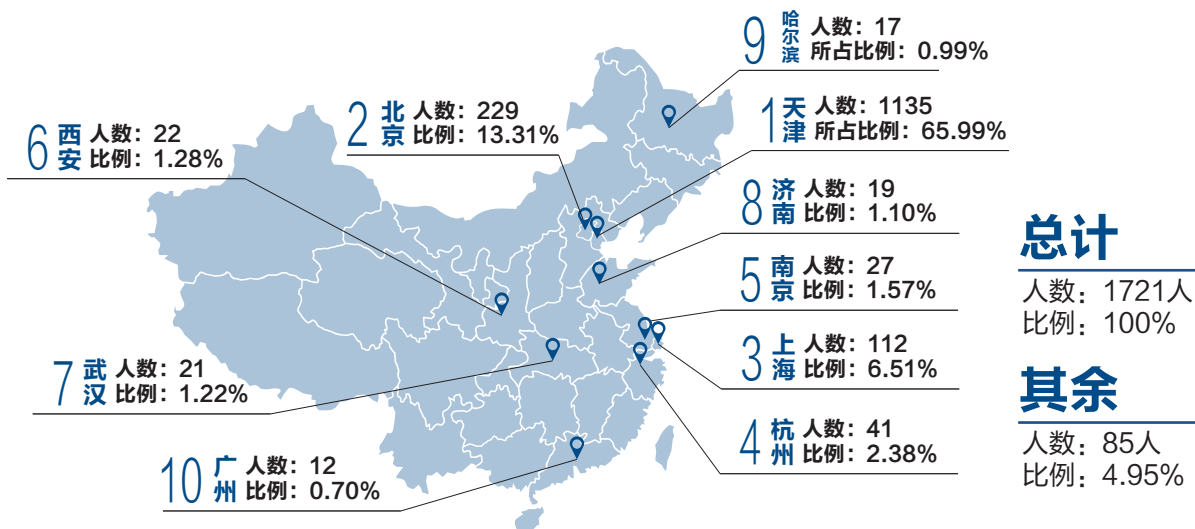 9 哈尔滨 人数：17
所占比例：0.99%
1 天津 人数：1135
所占比例：65.99%
2 北京 人数：229
比例：13.31%
6 西安 人数：22
比例：1.28%
8 济南 人数：19
比例：1.10%
5 南京 人数：27
比例：1.57%
3 上海 人数：112
比例：6.51%
7 武汉 人数：21
比例：1.22%
4 杭州 人数：41
比例：2.38%
10 广州 人数：12
比例：0.70%
总计
人数：1721人
比例：100%
其余
人数：85人
比例：4.95%